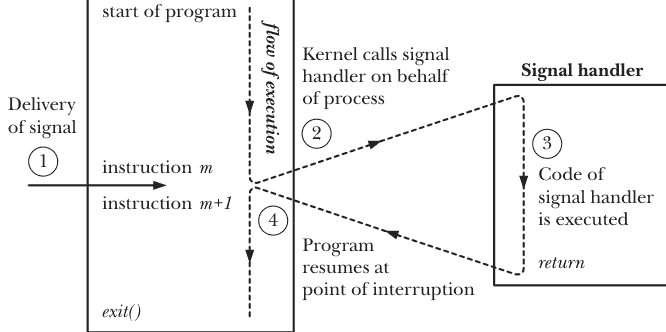 start of program
flow of execution
Kernel calls signal
handler on behalf
of process
2
Signal handler
Delivery
of signal
1
instruction m
instruction m+1
3
Code of
signal handler
is executed
return
4
Program
resumes at
point of interruption
exit()